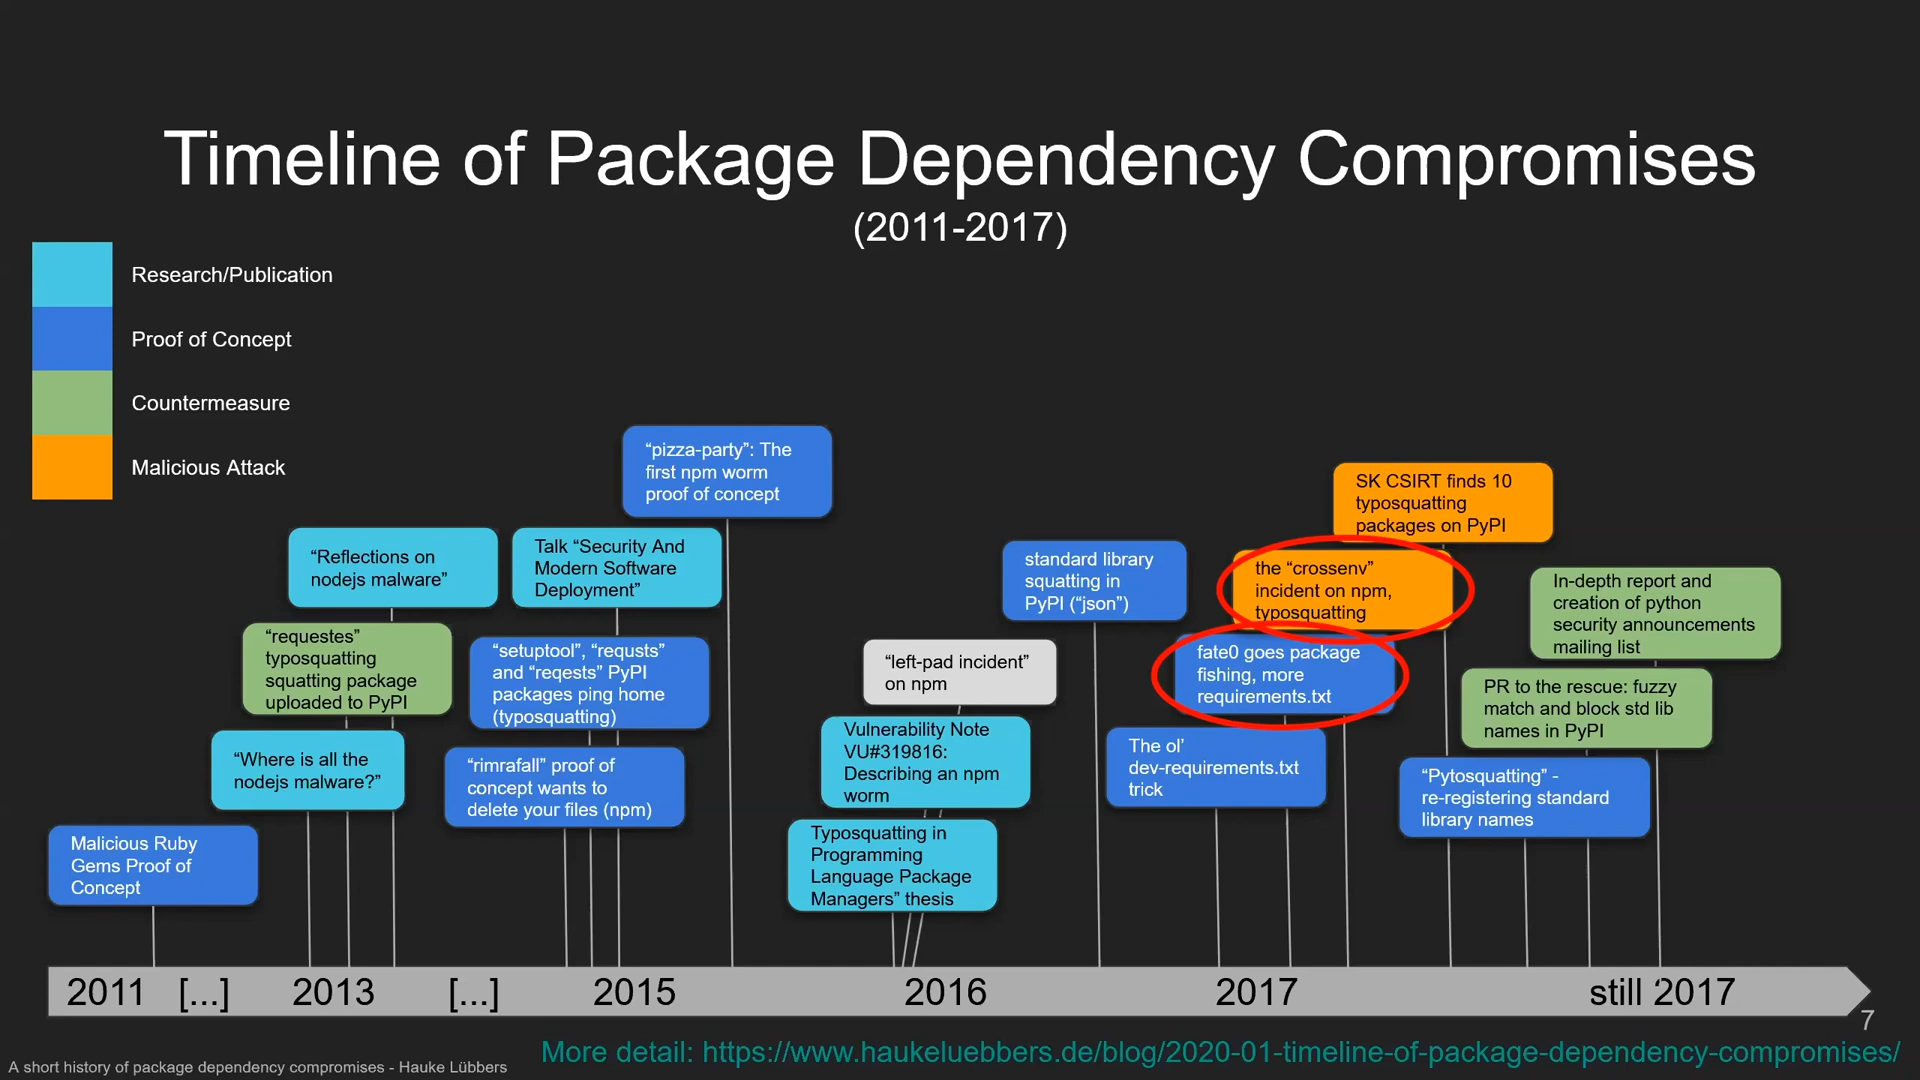 Timeline of Package Dependency Compromises
(2011-2017)
Research/Publication
Proof of Concept
Countermeasure
Malicious Attack
“pizza-party”: The
first npm worm
proof of concept
“Reflections on
nodejs malware”
Talk “Security And
Modern Software
Deployment”
“requestes”
typosquatting
squatting package
uploaded to PyPI
“setuptool”, “requsts”
and “reqests” PyPI
packages ping home
(typosquatting)
“Where is all the
nodejs malware?”
“rimrafall” proof of
concept wants to
delete your files (npm)
Malicious Ruby
Gems Proof of
Concept
“left-pad incident”
on npm
Vulnerability Note
VU#319816:
Describing an npm
worm
Typosquatting in
Programming
Language Package
Managers” thesis
standard library
squatting in
PyPI (“json”)
SK CSIRT finds 10
typosquatting
packages on PyPI
the “crossenv”
incident on npm,
typosquatting
fate0 goes package
fishing, more
requirements.txt
The ol’
dev-requirements.txt
trick
In-depth report and
creation of python
security announcements
mailing list
PR to the rescue: fuzzy
match and block std lib
names in PyPI
“Pytosquatting” -
re-registering standard
library names
2011 [...] 2013 [...] 2015 2016 2017 still 2017
7
A short history of package dependency compromises - Hauke Lübbers
More detail: https://www.haukeluebbers.de/blog/2020-01-timeline-of-package-dependency-compromises/